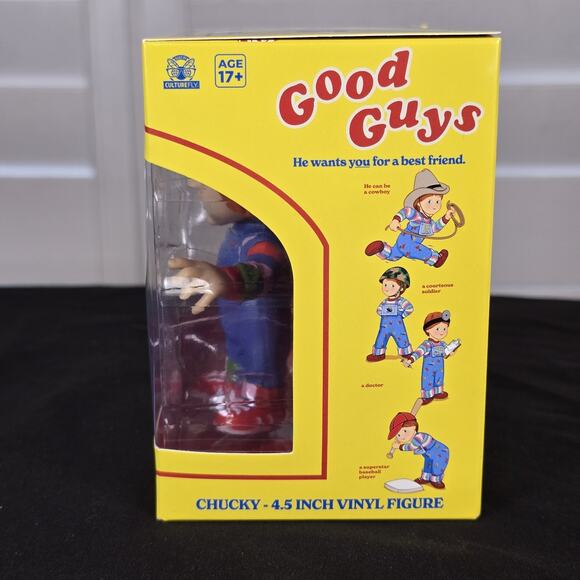 CULTUREFLY
AGE
17+
Good
Guys
He wants you for a best friend.
He can be
a cowboy
a courteous
soldier
a doctor
a superstar
baseball
player
CHUCKY - 4.5 INCH VINYL FIGURE